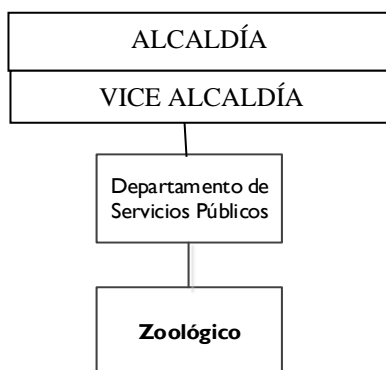 ALCALDÍA
VICE ALCALDÍA
Departamento de
Servicios Públicos
Zoológico